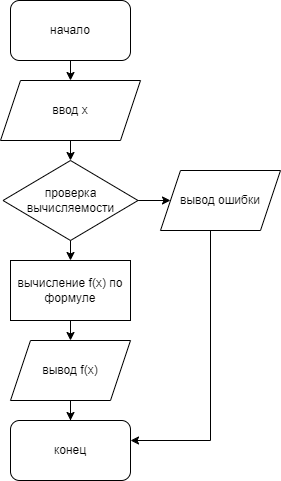 начало
ввод x
проверка
вычисляемости
вывод ошибки
вычисление f(x) по
формуле
вывод f(x)
конец